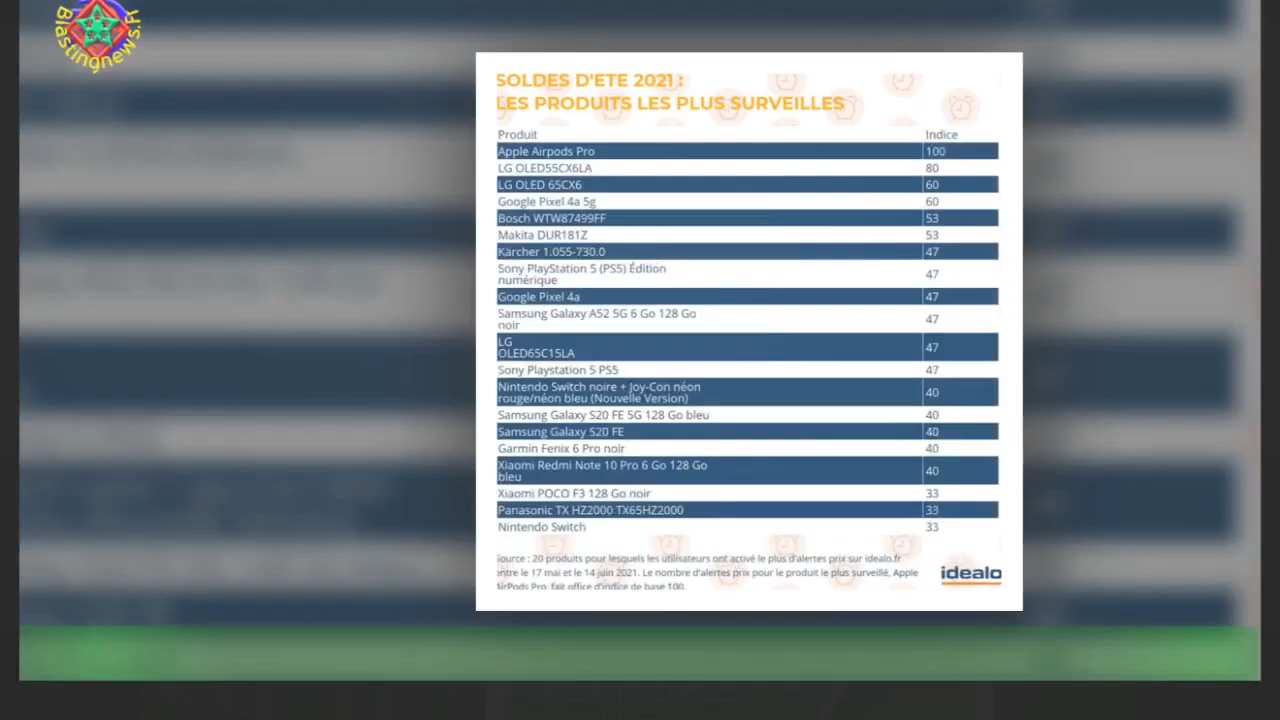 Blastingnews.fr
SOLDES D'ETE 2021 :
LES PRODUITS LES PLUS SURVEILLES
Produit Indice
Apple Airpods Pro 100
LG OLED55CX6LA 80
LG OLED 65CX6 60
Google Pixel 4a 5g 60
Bosch WTW87499FF 53
Makita DUR181Z 53
Kärcher 1.055-730.0 47
Sony PlayStation 5 (PS5) Édition
numérique 47
Google Pixel 4a 47
Samsung Galaxy A52 5G 6 Go 128 Go
noir 47
LG
OLED65C15LA 47
Sony Playstation 5 PS5 47
Nintendo Switch noire + Joy-Con néon
rouge/néon bleu (Nouvelle Version) 40
Samsung Galaxy S20 FE 5G 128 Go bleu 40
Samsung Galaxy S20 FE 40
Garmin Fenix 6 Pro noir 40
Xiaomi Redmi Note 10 Pro 6 Go 128 Go
bleu 40
Xiaomi POCO F3 128 Go noir 33
Panasonic TX HZ2000 TX65HZ2000 33
Nintendo Switch 33
Source : 20 produits pour lesquels les utilisateurs ont activé le plus d'alertes prix sur idealo.fr
entre le 17 mai et le 14 juin 2021. Le nombre d'alertes prix pour le produit le plus surveillé, Apple
AirPods Pro, fait office d'indice de base 100.
idealo